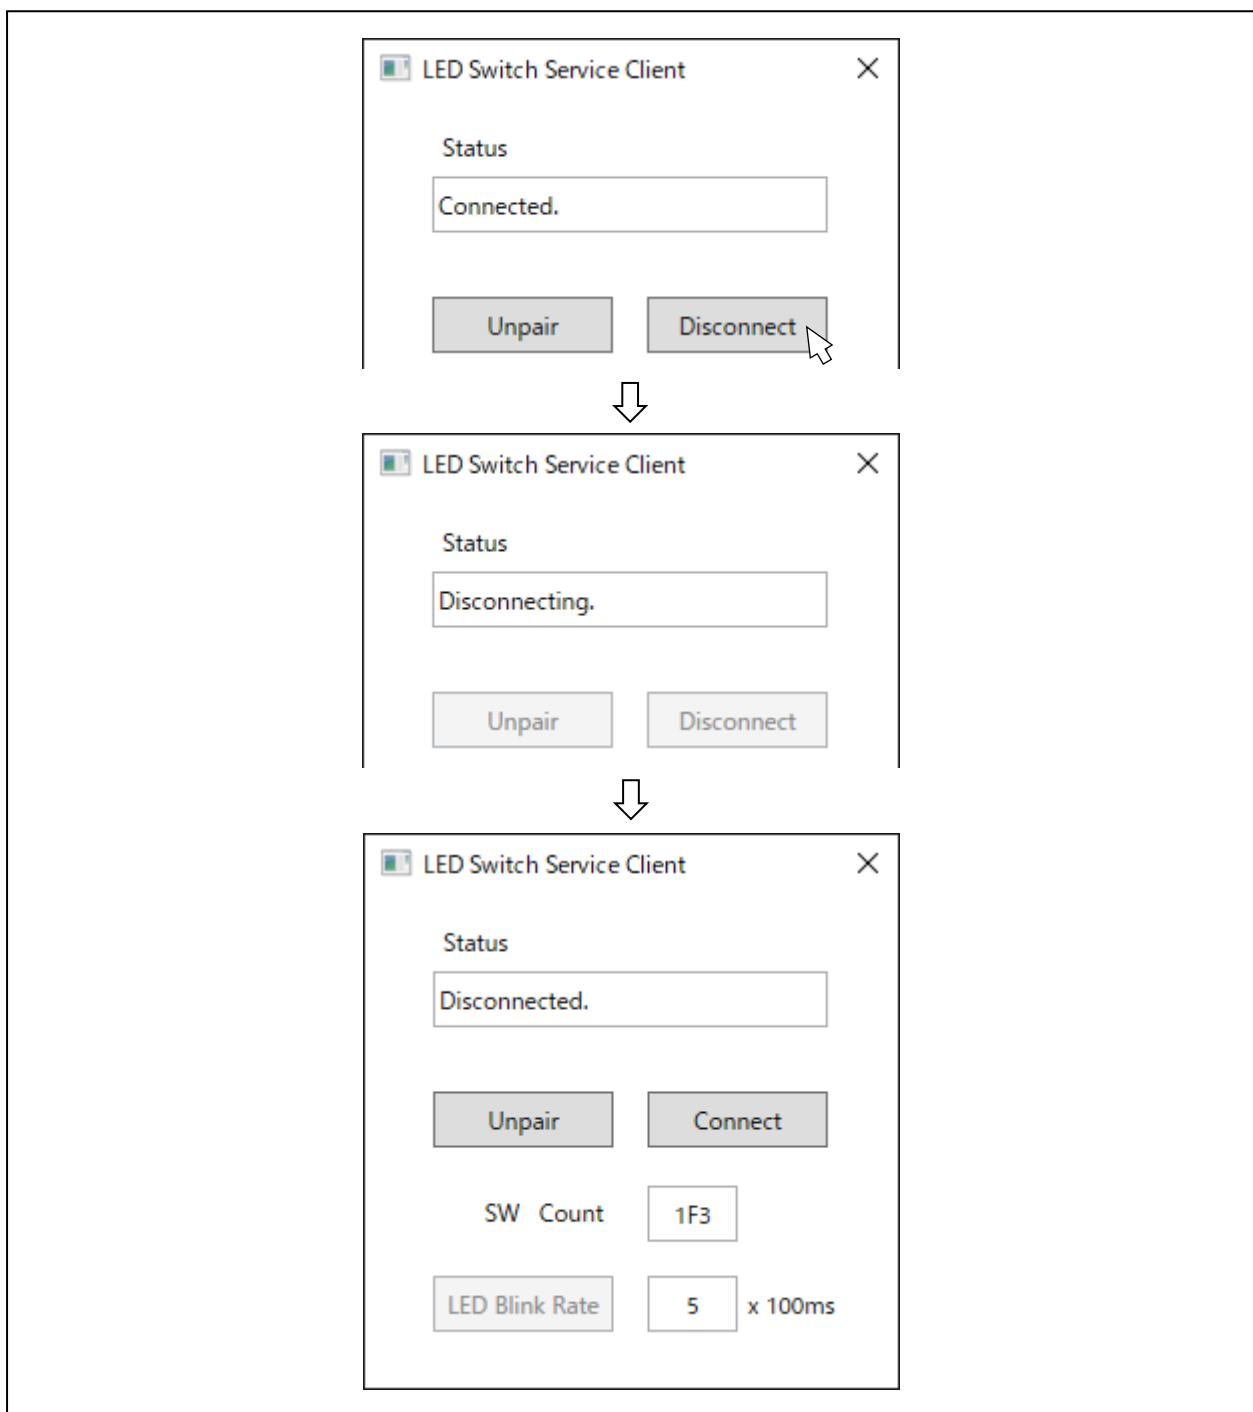 LED Switch Service Client
Status
Connected.
Unpair Disconnect
LED Switch Service Client
Status
Disconnecting.
Unpair Disconnect
LED Switch Service Client
Status
Disconnected.
Unpair Connect
SW Count 1F3
LED Blink Rate 5 x 100ms